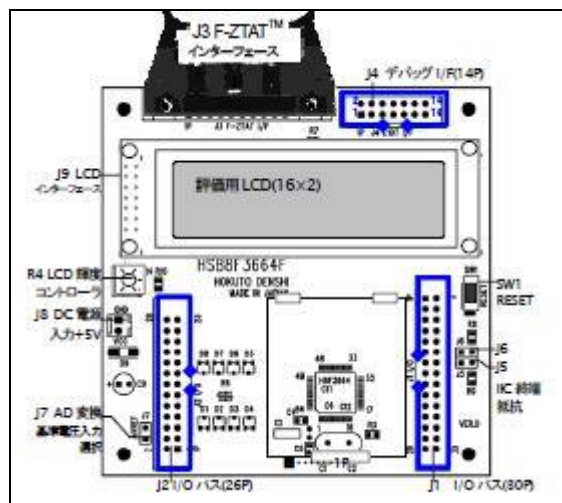 J3 F-ZTAT™
インターフェース
J4 デバッグ I/F(14P)
J9 LCD
インターフェース
評価用 LCD(16×2)
R4 LCD 輝度
コントローラ
HSB8F3664F
HOKUTO DENSHI
MADE IN JAPAN
SW1
RESET
J8 DC 電源
入力+5V
J6
J5
IIC 終端
抵抗
J7 AD 変換
基準電圧入力
選択
J2 I/O バス(26P)
J1 I/O バス(30P)